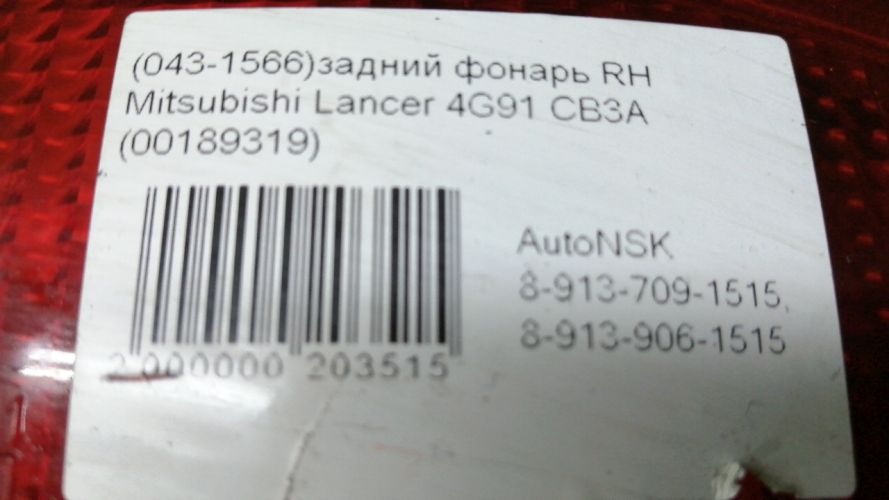 (043-1566)задний фонарь RH
Mitsubishi Lancer 4G91 CB3A
(00189319)
AutoNSK
8-913-709-1515,
8-913-906-1515
2 000000 203515